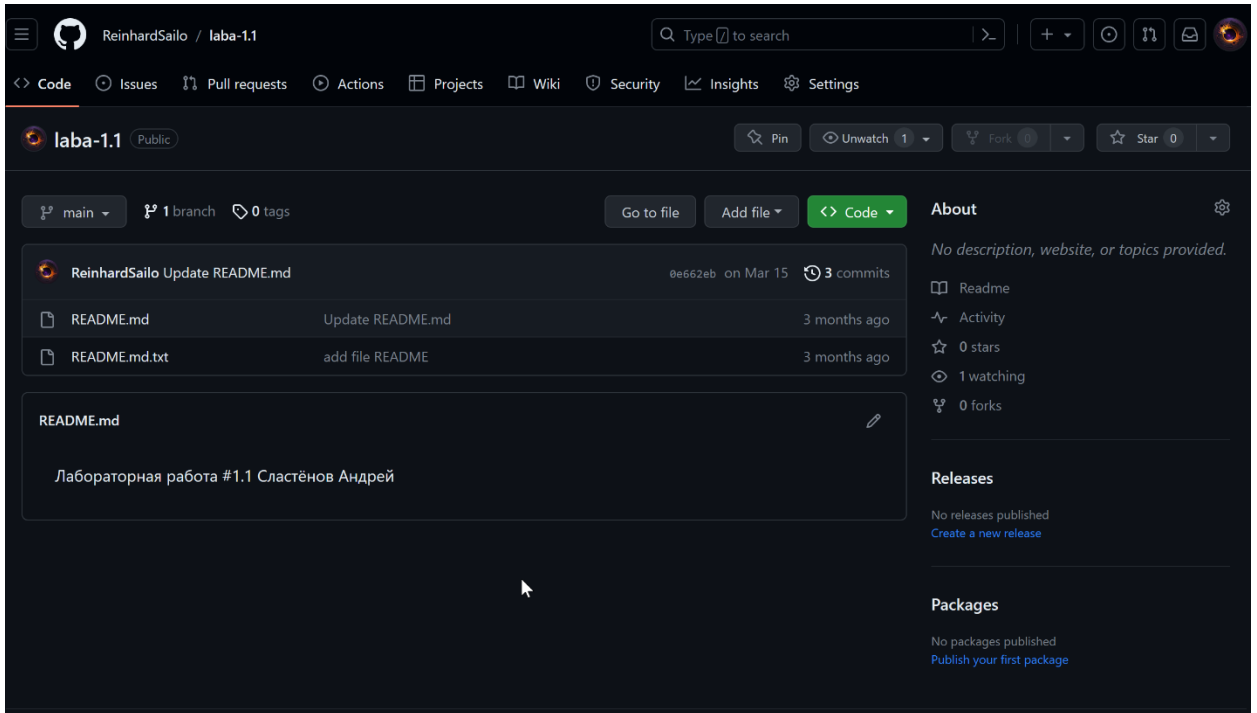 ReinhardSailo / laba-1.1
Type / to search
Code Issues Pull requests Actions Projects Wiki Security Insights Settings
laba-1.1 Public
Pin Unwatch 1 Fork 0 Star 0
main 1 branch 0 tags
Go to file Add file Code
ReinhardSailo Update README.md 0e662eb on Mar 15 3 commits
README.md Update README.md 3 months ago
README.md.txt add file README 3 months ago
README.md
Лабораторная работа #1.1 Сластёнов Андрей
About
No description, website, or topics provided.
Readme
Activity
0 stars
1 watching
0 forks
Releases
No releases published
Create a new release
Packages
No packages published
Publish your first package